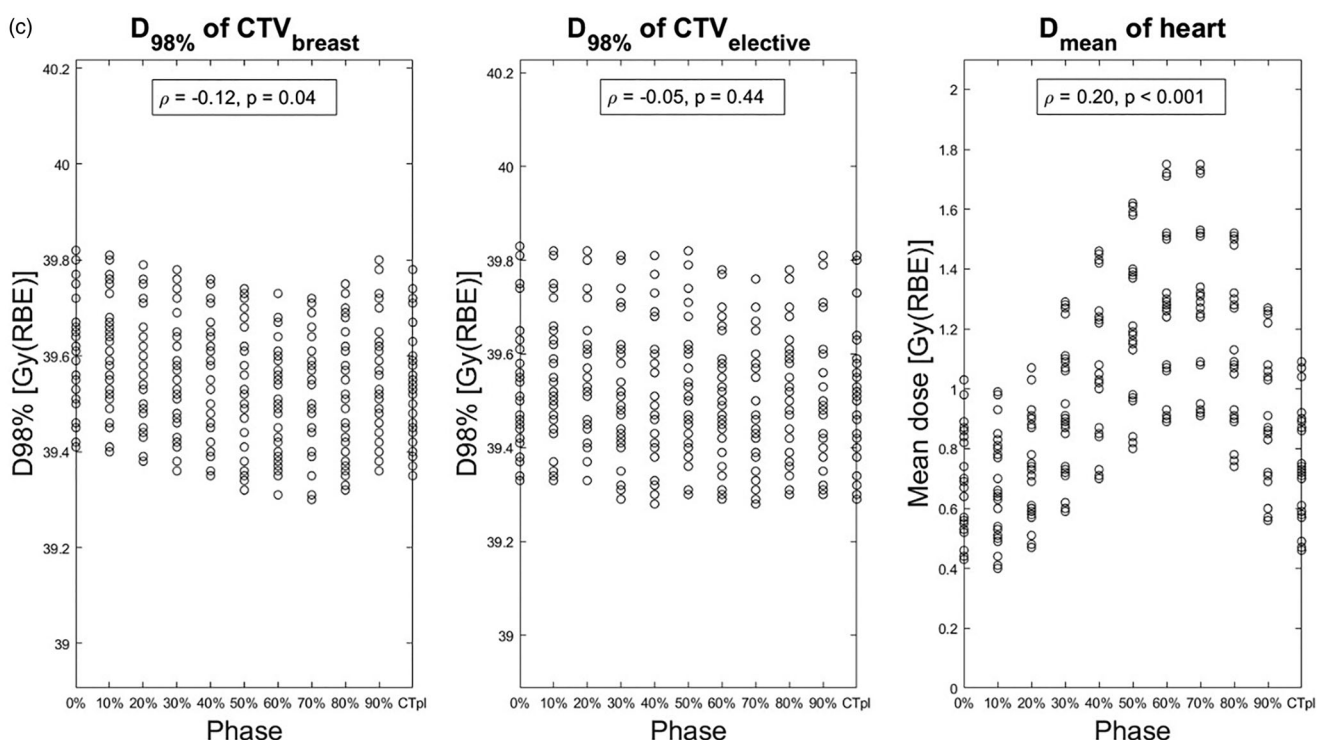 (c)
D98% of CTVbreast
40.2
40
39.8
39.6
39.4
39.2
39
D98% [Gy(RBE)]
ρ = -0.12, p = 0.04
0% 10% 20% 30% 40% 50% 60% 70% 80% 90% CTpl
Phase
D98% of CTVelective
40.2
40
39.8
39.6
39.4
39.2
39
D98% [Gy(RBE)]
ρ = -0.05, p = 0.44
0% 10% 20% 30% 40% 50% 60% 70% 80% 90% CTpl
Phase
Dmean of heart
2
1.8
1.6
1.4
1.2
1
0.8
0.6
0.4
0.2
0
Mean dose [Gy(RBE)]
ρ = 0.20, p < 0.001
0% 10% 20% 30% 40% 50% 60% 70% 80% 90% CTpl
Phase